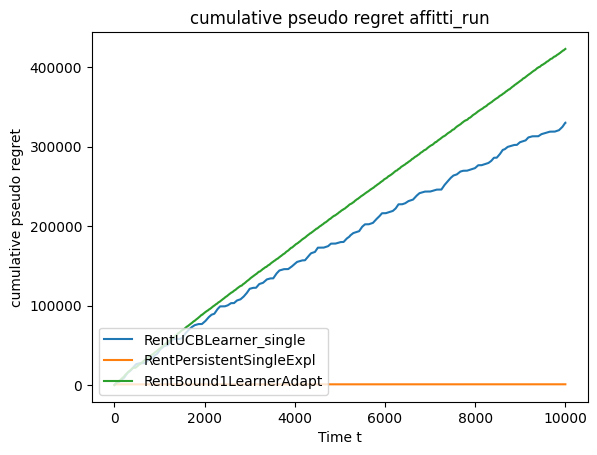 cumulative pseudo regret affitti_run
cumulative pseudo regret
400000
300000
200000
100000
0
RentUCBLearner_single
RentPersistentSingleExpl
RentBound1LearnerAdapt
0 2000 4000 6000 8000 10000
Time t